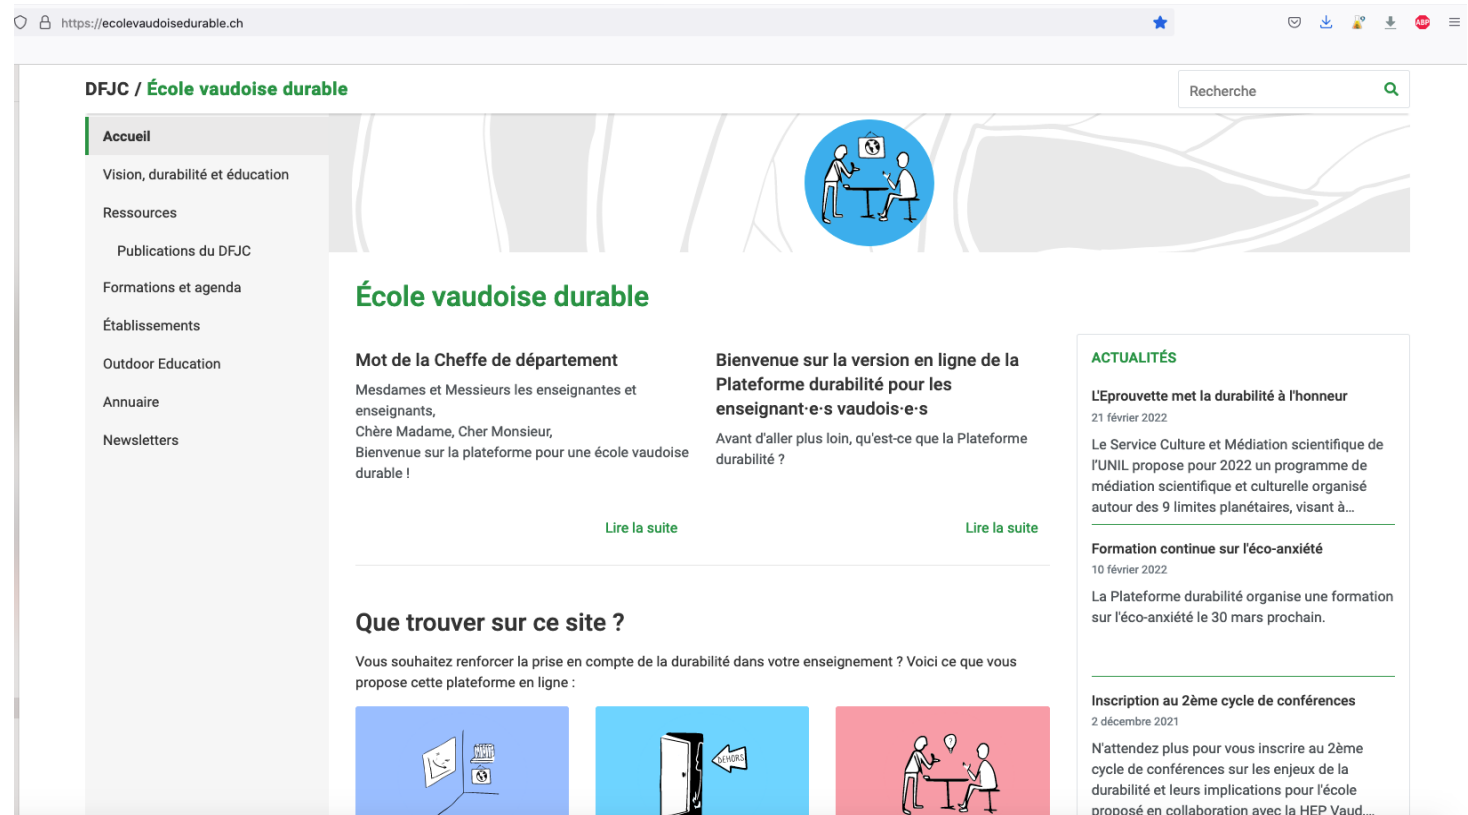 https://ecolevaudoisedurable.ch
ABP
DFJC / École vaudoise durable
Recherche
Accueil
Vision, durabilité et éducation
Ressources
Publications du DFJC
Formations et agenda
Établissements
Outdoor Education
Annuaire
Newsletters
École vaudoise durable
Mot de la Cheffe de département
Mesdames et Messieurs les enseignantes et
enseignants,
Chère Madame, Cher Monsieur,
Bienvenue sur la plateforme pour une école vaudoise
durable !
Lire la suite
Bienvenue sur la version en ligne de la
Plateforme durabilité pour les
enseignant·e·s vaudois·e·s
Avant d'aller plus loin, qu'est-ce que la Plateforme
durabilité ?
Lire la suite
Que trouver sur ce site ?
Vous souhaitez renforcer la prise en compte de la durabilité dans votre enseignement ? Voici ce que vous
propose cette plateforme en ligne :
DEHORS
?
ACTUALITÉS
L'Eprouvette met la durabilité à l'honneur
21 février 2022
Le Service Culture et Médiation scientifique de
l'UNIL propose pour 2022 un programme de
médiation scientifique et culturelle organisé
autour des 9 limites planétaires, visant à...
Formation continue sur l'éco-anxiété
10 février 2022
La Plateforme durabilité organise une formation
sur l'éco-anxiété le 30 mars prochain.
Inscription au 2ème cycle de conférences
2 décembre 2021
N'attendez plus pour vous inscrire au 2ème
cycle de conférences sur les enjeux de la
durabilité et leurs implications pour l'école
proposé en collaboration avec la HEP Vaud....